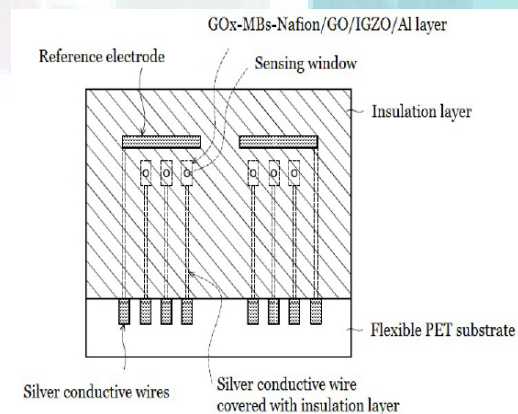 GOx-MBs-Nafion/GO/IGZO/Al layer
Reference electrode
Sensing window
Insulation layer
Flexible PET substrate
Silver conductive wires
Silver conductive wire
covered with insulation layer